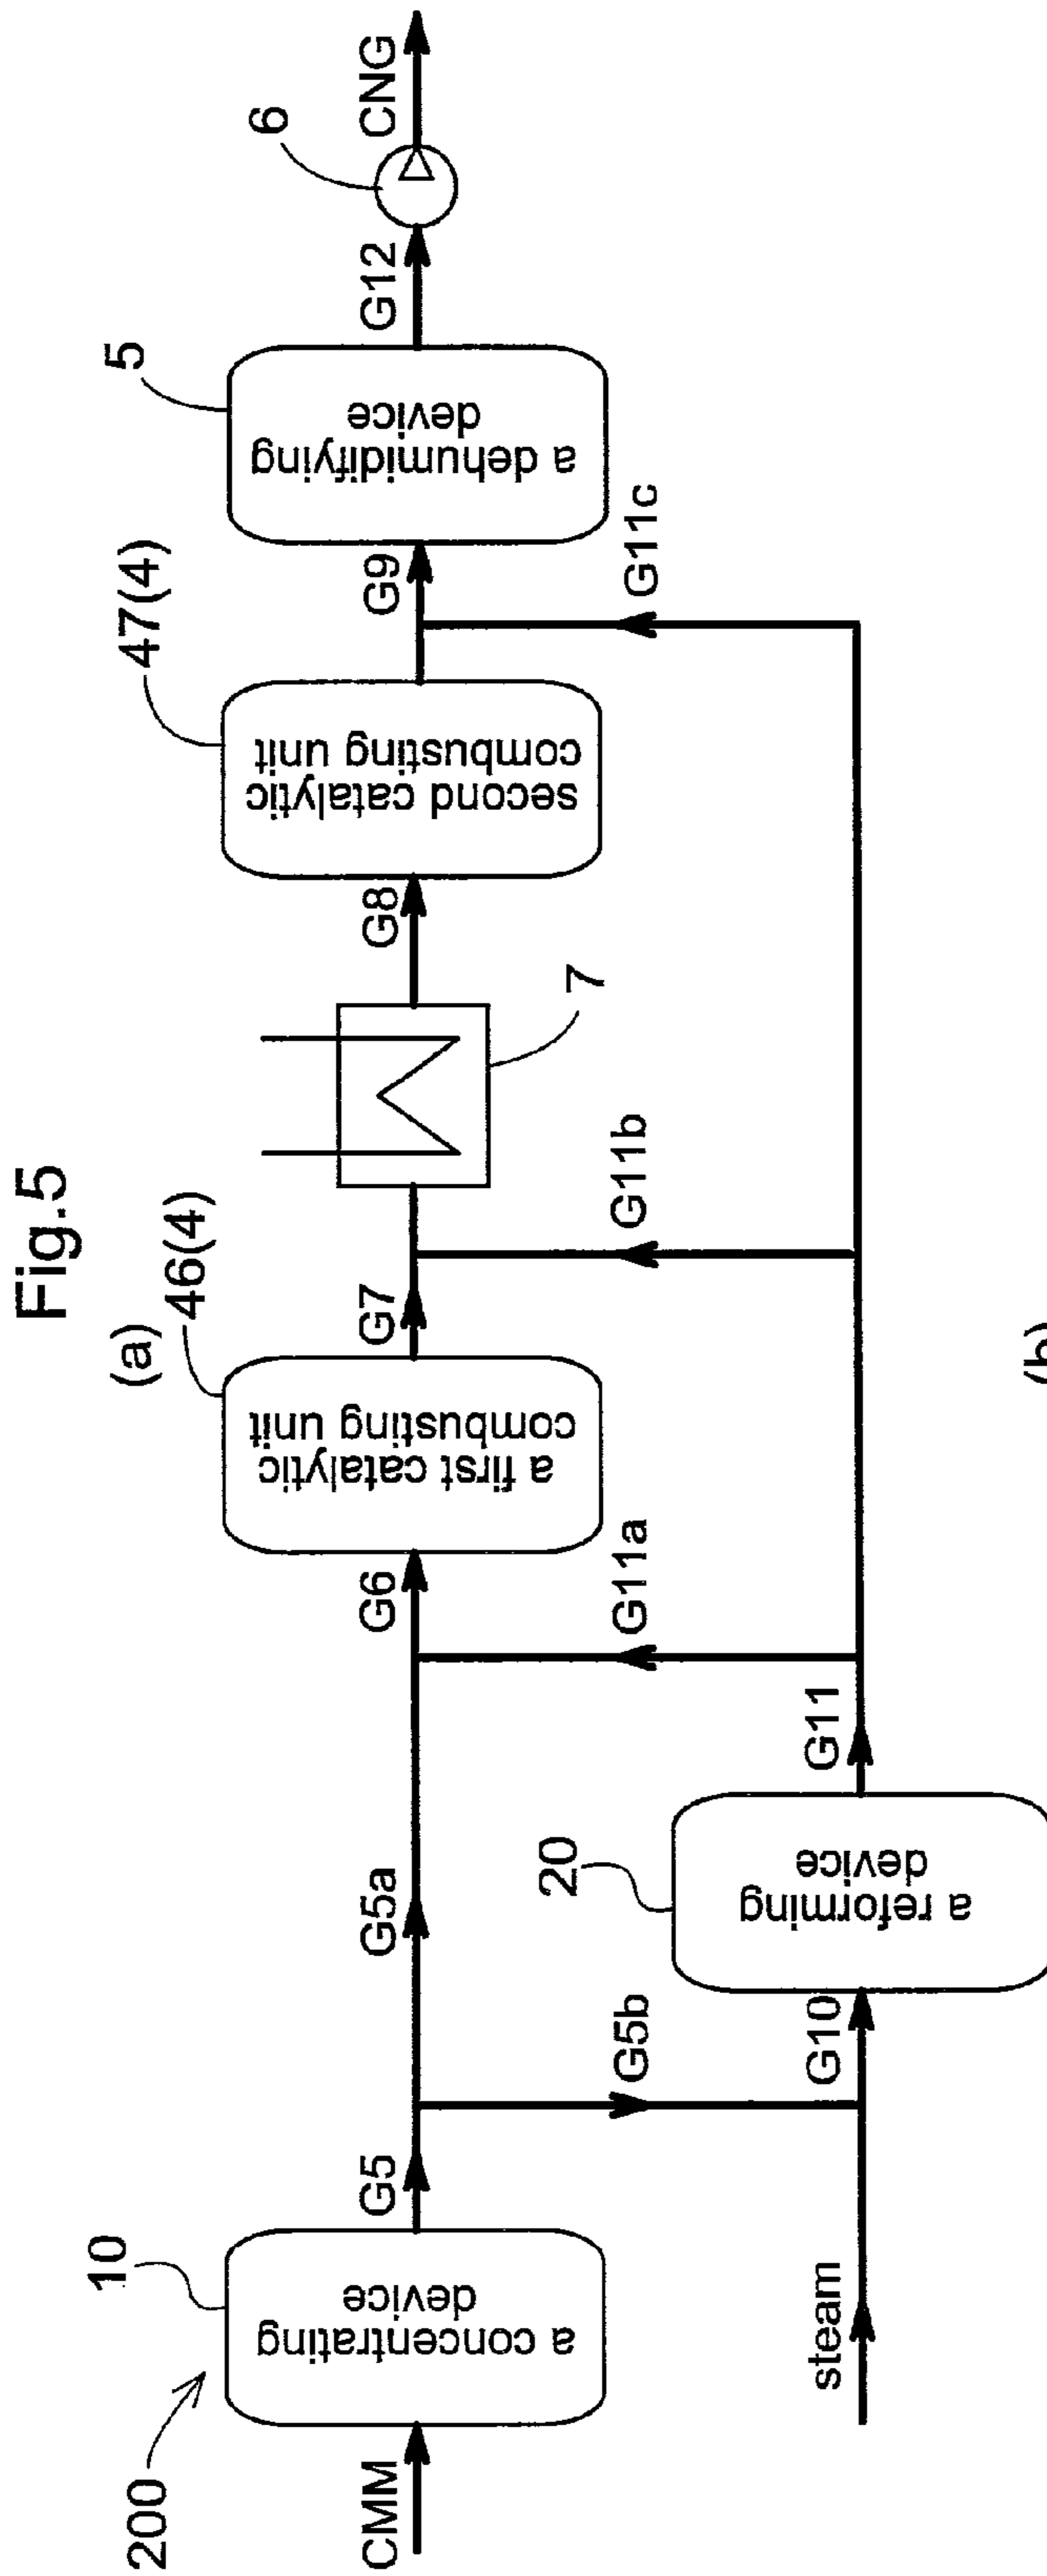 Fig.5
(a)
200
10
CMM
a concentrating
device
G5
G5a
G5b
steam
G10
20
a reforming
device
G11
G11a
G6
46(4)
a first catalytic
combusting unit
G7
G11b
7
G8
47(4)
second catalytic
combusting unit
G9
G11c
5
a dehumidifying
device
G12
6
CNG
(b)